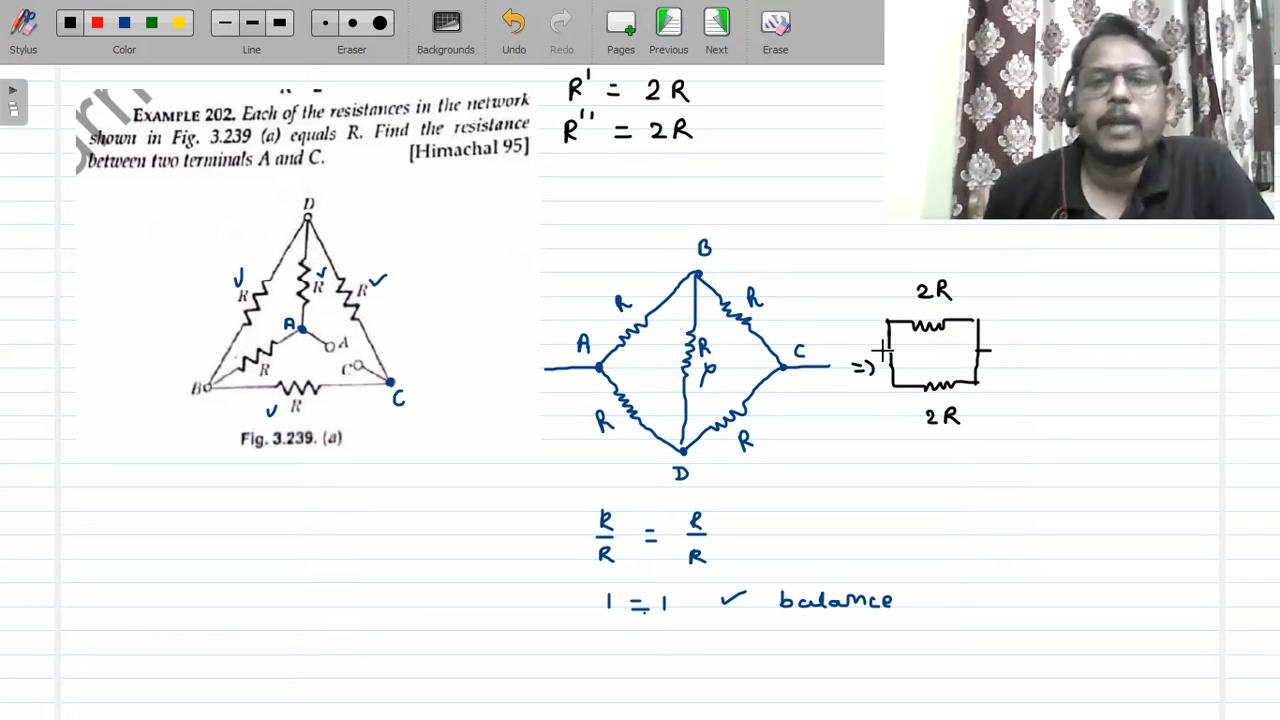 Stylus
Color
Line
Eraser
Backgrounds
Undo
Redo
Pages
Previous
Next
Erase
EXAMPLE 202. Each of the resistances in the network
shown in Fig. 3.239 (a) equals R. Find the resistance
between two terminals A and C.
[Himachal 95]
D
R
R
R
A
A
R
C
B
R
C
Fig. 3.239. (a)
R' = 2R
R'' = 2R
B
R
R
A
R
C
R
R
D
=>
2R
2R
R/R = R/R
1 = 1 ✓ balance